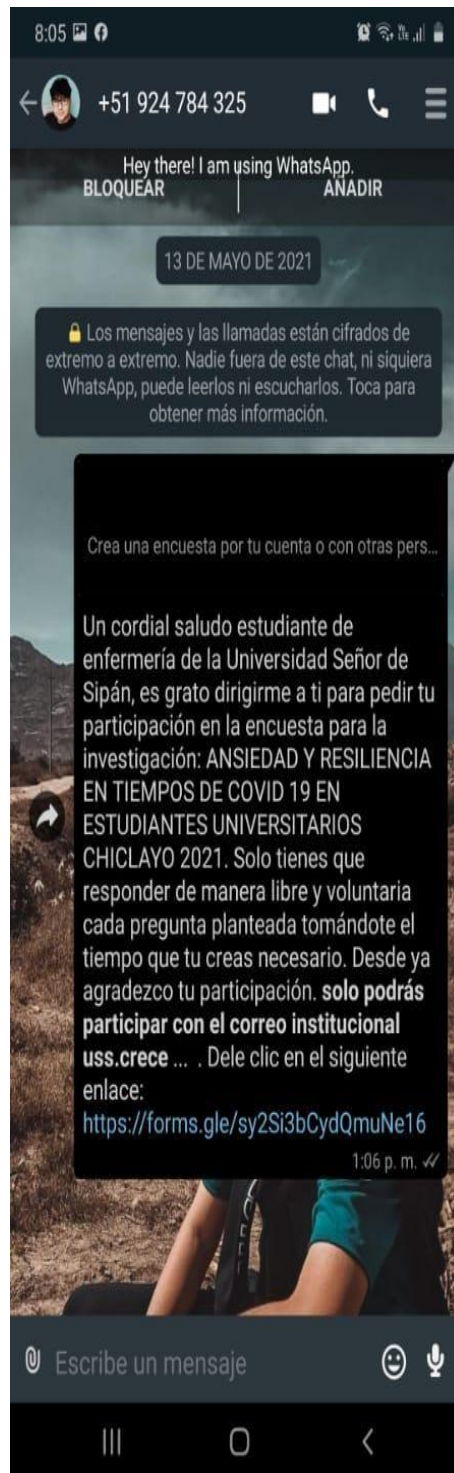 8:05
+51 924 784 325
Hey there! I am using WhatsApp.
BLOQUEAR
AÑADIR
13 DE MAYO DE 2021
Los mensajes y las llamadas están cifrados de
extremo a extremo. Nadie fuera de este chat, ni siquiera
WhatsApp, puede leerlos ni escucharlos. Toca para
obtener más información.
Crea una encuesta por tu cuenta o con otras pers...
Un cordial saludo estudiante de
enfermería de la Universidad Señor de
Sipán, es grato dirigirme a ti para pedir tu
participación en la encuesta para la
investigación: ANSIEDAD Y RESILIENCIA
EN TIEMPOS DE COVID 19 EN
ESTUDIANTES UNIVERSITARIOS
CHICLAYO 2021. Solo tienes que
responder de manera libre y voluntaria
cada pregunta planteada tomándote el
tiempo que tu creas necesario. Desde ya
agradezco tu participación. solo podrás
participar con el correo institucional
uss.crece ... . Dele clic en el siguiente
enlace:
https://forms.gle/sy2Si3bCydQmuNe16
1:06 p. m.
Escribe un mensaje